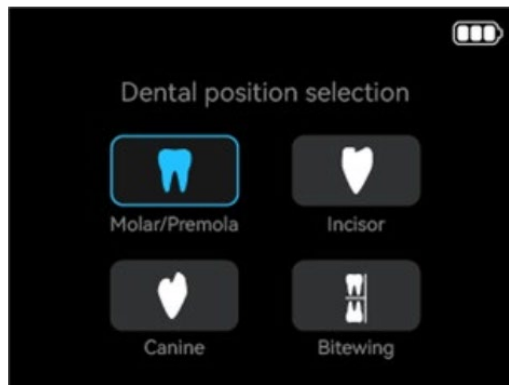 Dental position selection
Molar/Premola
Incisor
Canine
Bitewing